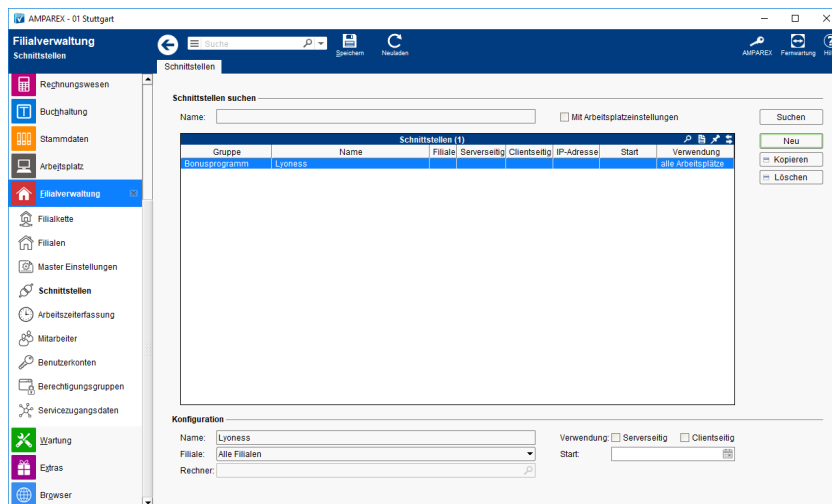 AMPAREX - 01 Stuttgart
Filialverwaltung
Schnittstellen
Suche
Speichern
Neuladen
AMPAREX
Fernwartung
Schnittstellen
Rechnungswesen
Buchhaltung
Stammdaten
Arbeitsplatz
Filialverwaltung
Filialkette
Filialen
Master Einstellungen
Schnittstellen
Arbeitszeiterfassung
Mitarbeiter
Benutzerkonten
Berechtigungsgruppen
Servicezugangsdaten
Wartung
Extras
Browser
Schnittstellen suchen
Name:
Mit Arbeitsplatzeinstellungen
Suchen
Schnittstellen (1)
Neu
Gruppe Name Filiale Serverseitig Clientseitig IP-Adresse Start Verwendung
Bonusprogramm Lyoness alle Arbeitsplätze
Kopieren
Löschen
Konfiguration
Name: Lyoness Verwendung: Serverseitig Clientseitig
Filiale: Alle Filialen Start:
Rechner: